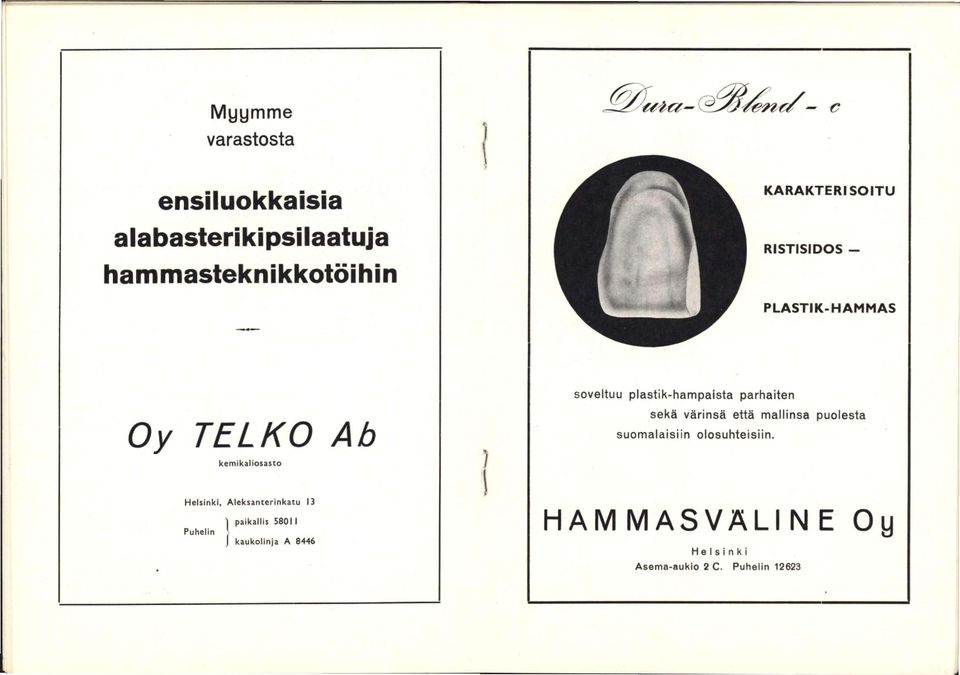 Myymme
varastosta
ensiluokkaisia
alabasterikipsilaatuja
hammasteknikkotöihin
Oy TELKO Ab
kemikaliosasto
Helsinki, Aleksanterinkatu 13
Puhelin
paikallis 58011
kaukolinja A 8446
Dura-Blend - c
KARAKTERISOITU
RISTISIDOS —
PLASTIK-HAMMAS
soveltuu plastik-hampaista parhaiten
sekä värinsä että mallinsa puolesta
suomalaisiin olosuhteisiin.
HAMMASVÄLINE Oy
Helsinki
Asema-aukio 2 C. Puhelin 12623